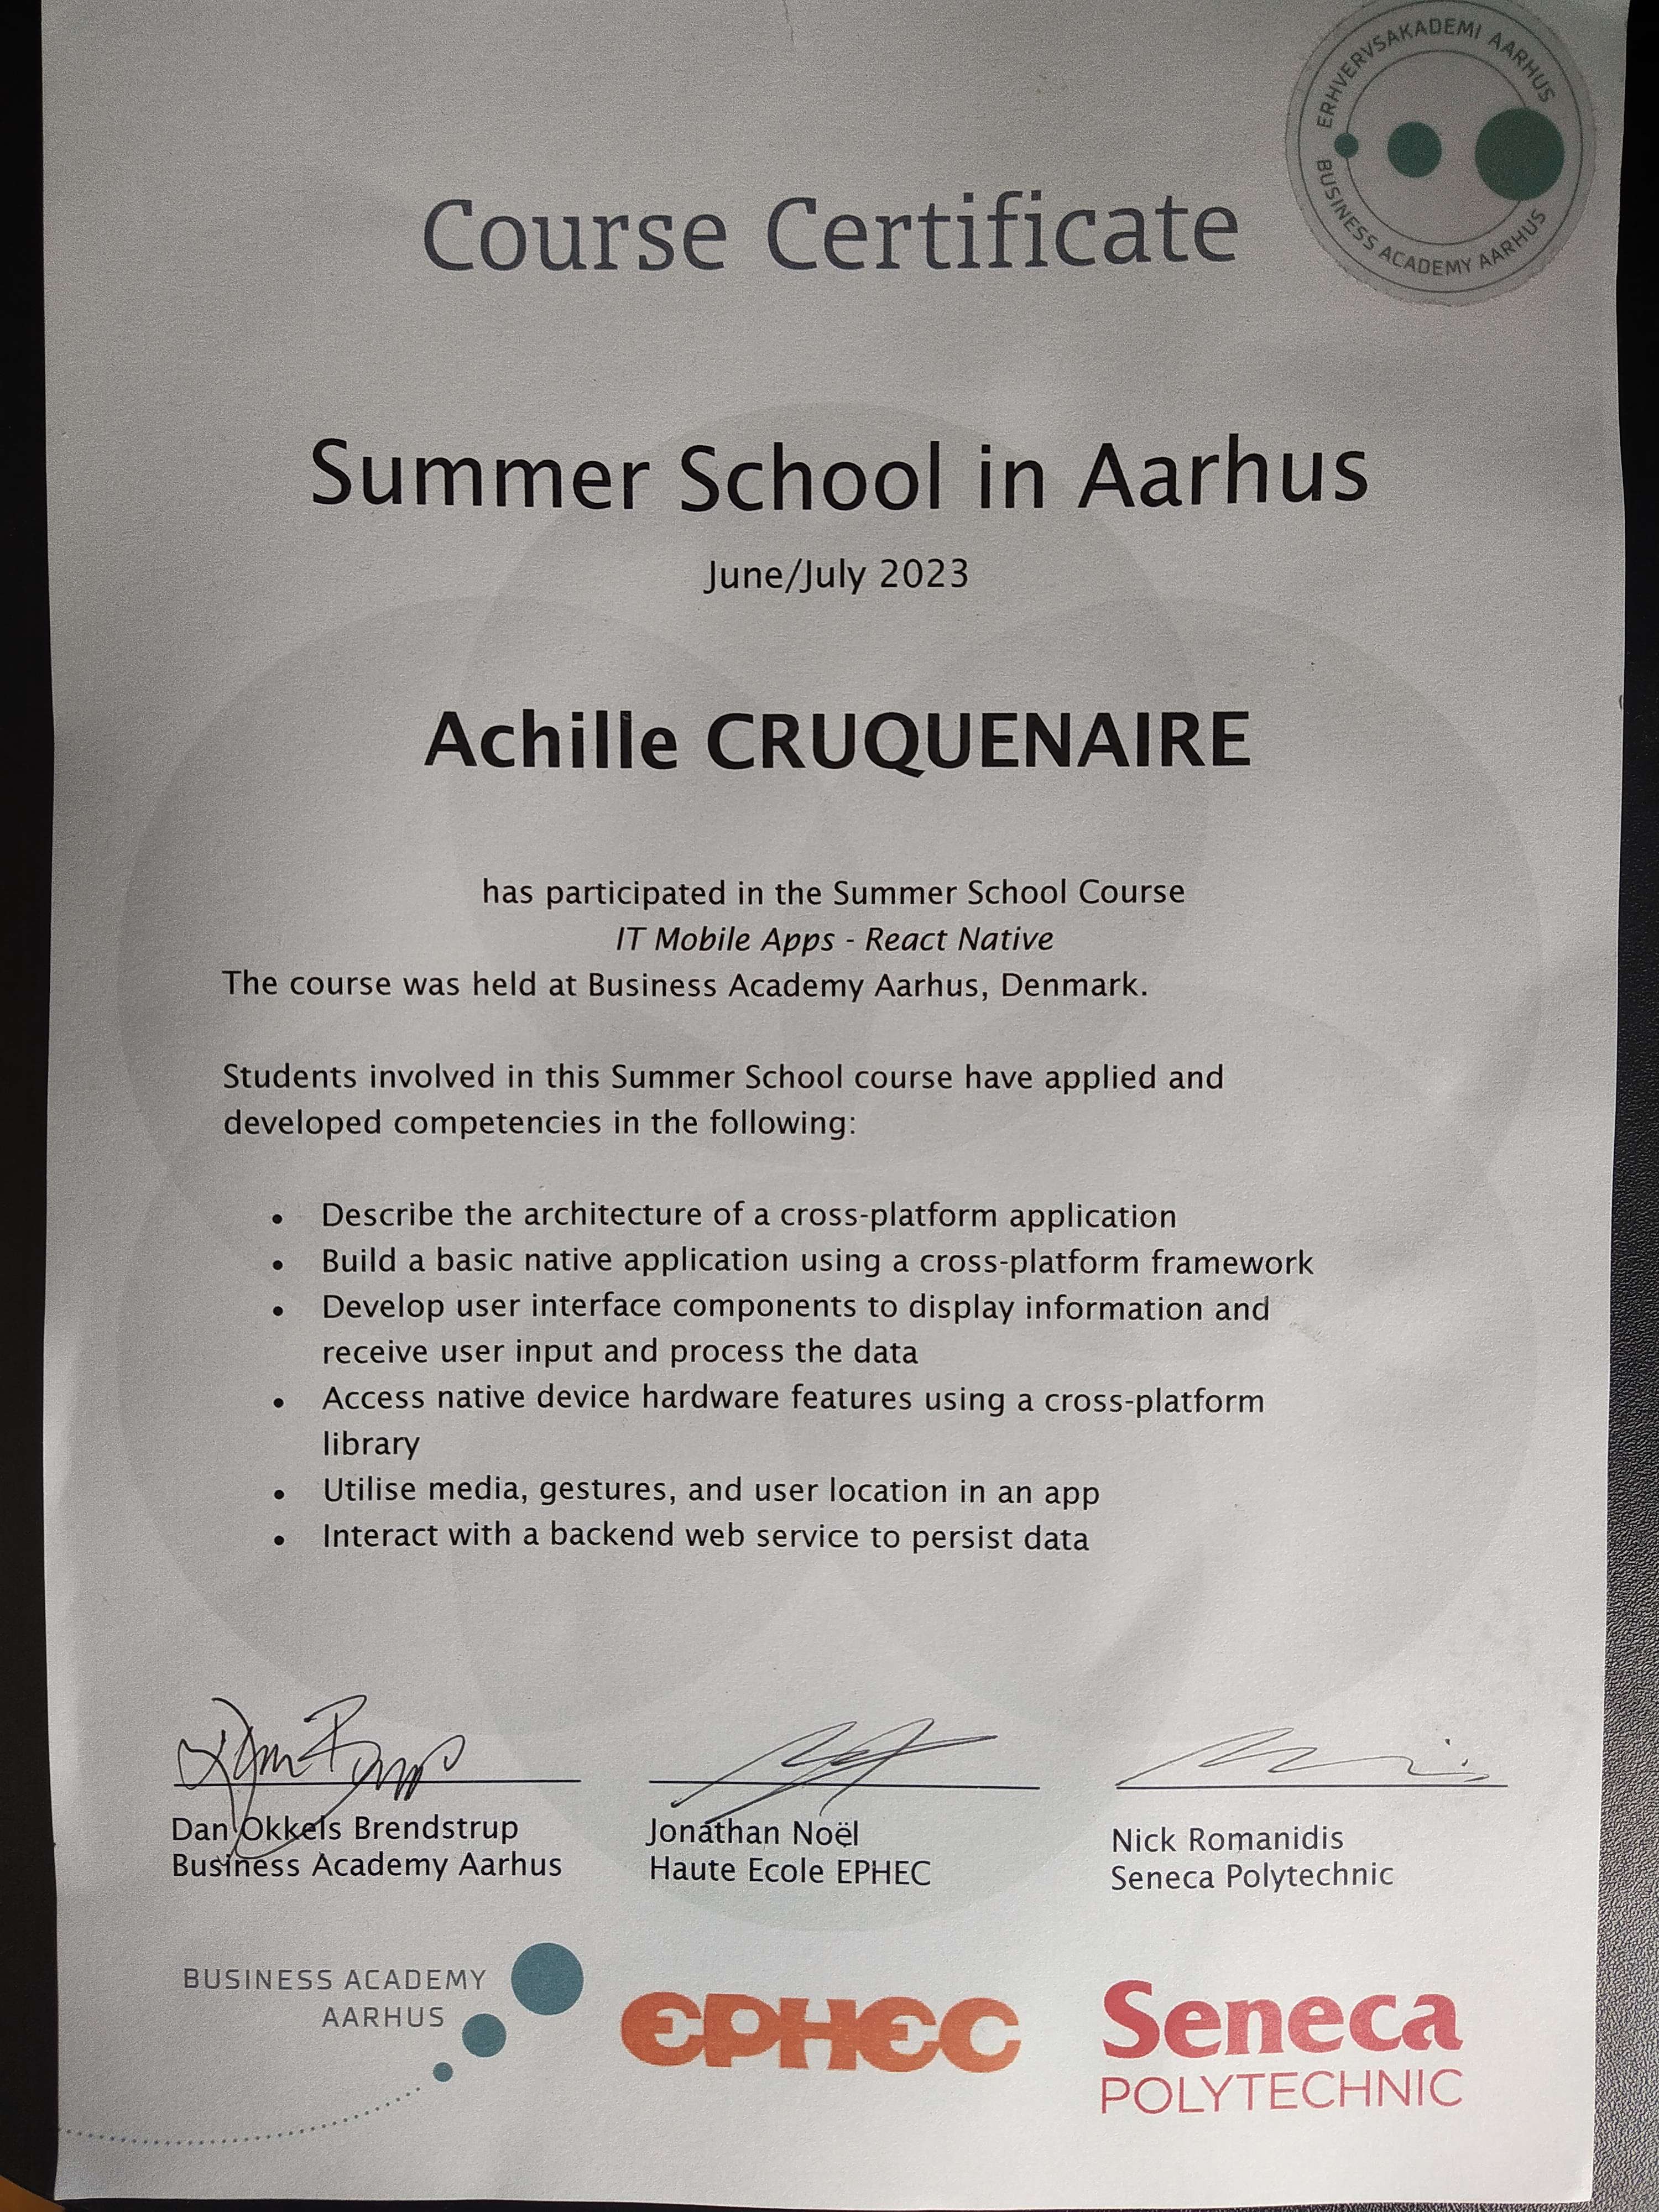 ERHVERVSAKADEMI AARHUS
BUSINESS ACADEMY AARHUS
Course Certificate
Summer School in Aarhus
June/July 2023
Achille CRUQUENAIRE
has participated in the Summer School Course
IT Mobile Apps - React Native
The course was held at Business Academy Aarhus, Denmark.
Students involved in this Summer School course have applied and
developed competencies in the following:
• Describe the architecture of a cross-platform application
• Build a basic native application using a cross-platform framework
• Develop user interface components to display information and
receive user input and process the data
• Access native device hardware features using a cross-platform
library
• Utilise media, gestures, and user location in an app
• Interact with a backend web service to persist data
Dan Okkels Brendstrup
Business Academy Aarhus
Jonathan Noël
Haute Ecole EPHEC
Nick Romanidis
Seneca Polytechnic
BUSINESS ACADEMY
AARHUS
EPHEC
Seneca
POLYTECHNIC